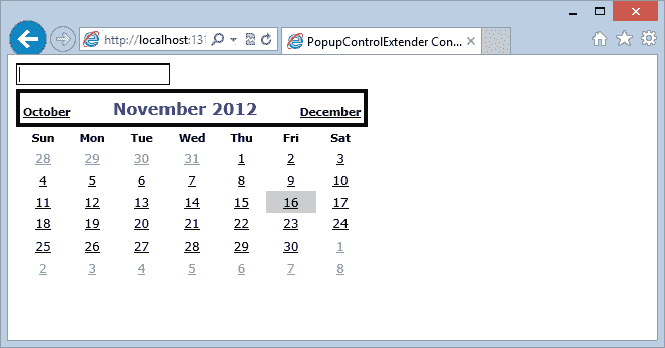 http://localhost:131 PopupControlExtender Con...
October November 2012 December
Sun Mon Tue Wed Thu Fri Sat
28 29 30 31 1 2 3
4 5 6 7 8 9 10
11 12 13 14 15 16 17
18 19 20 21 22 23 24
25 26 27 28 29 30 1
2 3 4 5 6 7 8